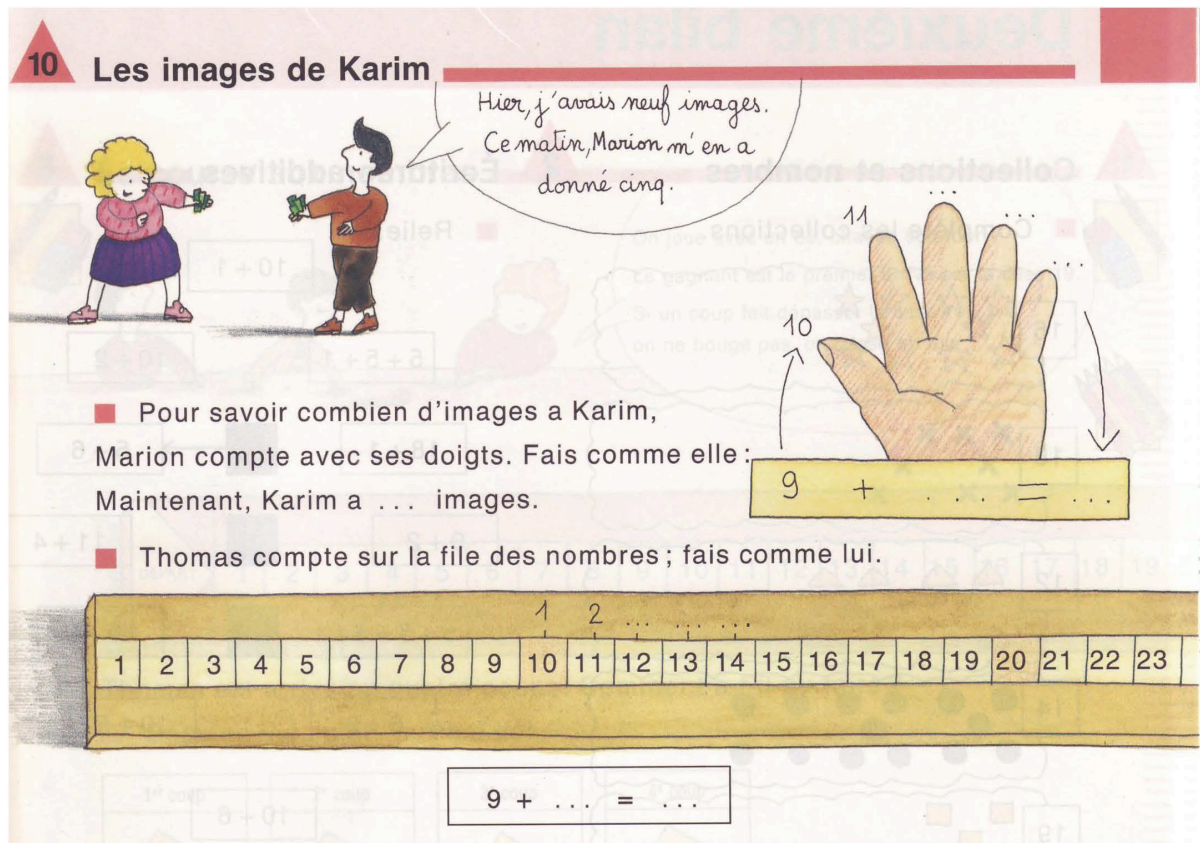 10 Les images de Karim
Hier, j'avais neuf images.
Ce matin, Marion m'en a
donné cinq.
...
11 ...
...
10
■ Pour savoir combien d'images a Karim,
Marion compte avec ses doigts. Fais comme elle :
Maintenant, Karim a ... images.
9 + . ... = ...
■ Thomas compte sur la file des nombres ; fais comme lui.
1 2 ... ... ...
1 2 3 4 5 6 7 8 9 10 11 12 13 14 15 16 17 18 19 20 21 22 23
9 + ... = ...